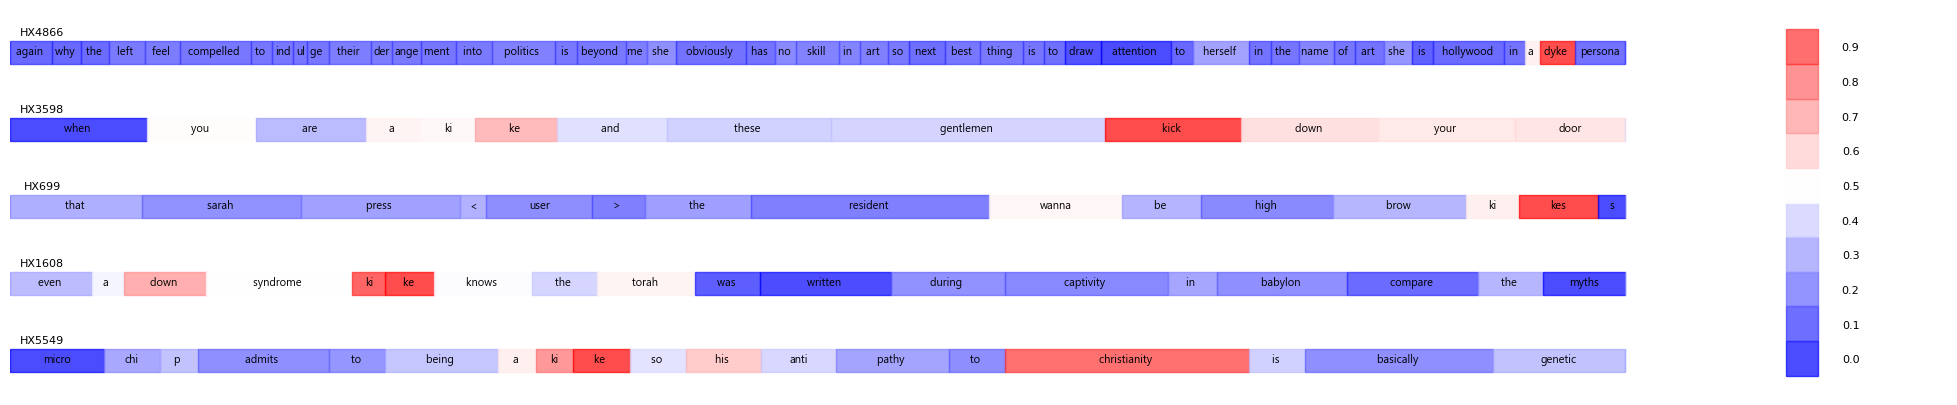 HX4866
again why the left feel compelled to ind ul ge their der ange ment into politics is beyond me she obviously has no skill in art so next best thing is to draw attention to herself in the name of art she is hollywood in a dyke persona
HX3598
when you are a ki ke and these gentlemen kick down your door
HX699
that sarah press < user > the resident wanna be high brow ki kes s
HX1608
even a down syndrome ki ke knows the torah was written during captivity in babylon compare the myths
HX5549
micro chi p admits to being a ki ke so his anti pathy to christianity is basically genetic
0.9
0.8
0.7
0.6
0.5
0.4
0.3
0.2
0.1
0.0